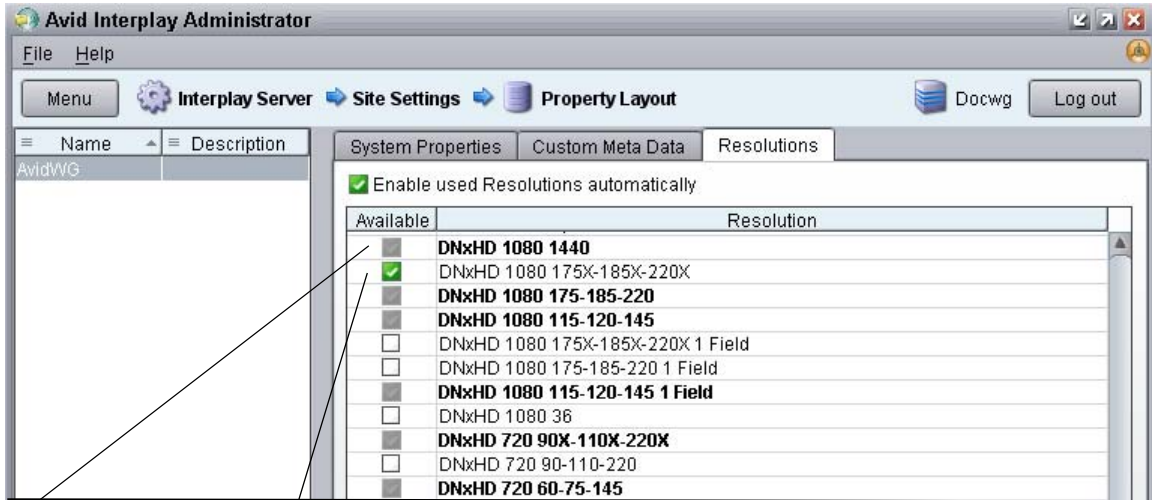 Avid Interplay Administrator
File Help
Menu Interplay Server Site Settings Property Layout Docwg Log out
Name Description
AvidWG
System Properties Custom Meta Data Resolutions
Enable used Resolutions automatically
Available Resolution
DNxHD 1080 1440
DNxHD 1080 175X-185X-220X
DNxHD 1080 175-185-220
DNxHD 1080 115-120-145
DNxHD 1080 175X-185X-220X 1 Field
DNxHD 1080 175-185-220 1 Field
DNxHD 1080 115-120-145 1 Field
DNxHD 1080 36
DNxHD 720 90X-110X-220X
DNxHD 720 90-110-220
DNxHD 720 60-75-145